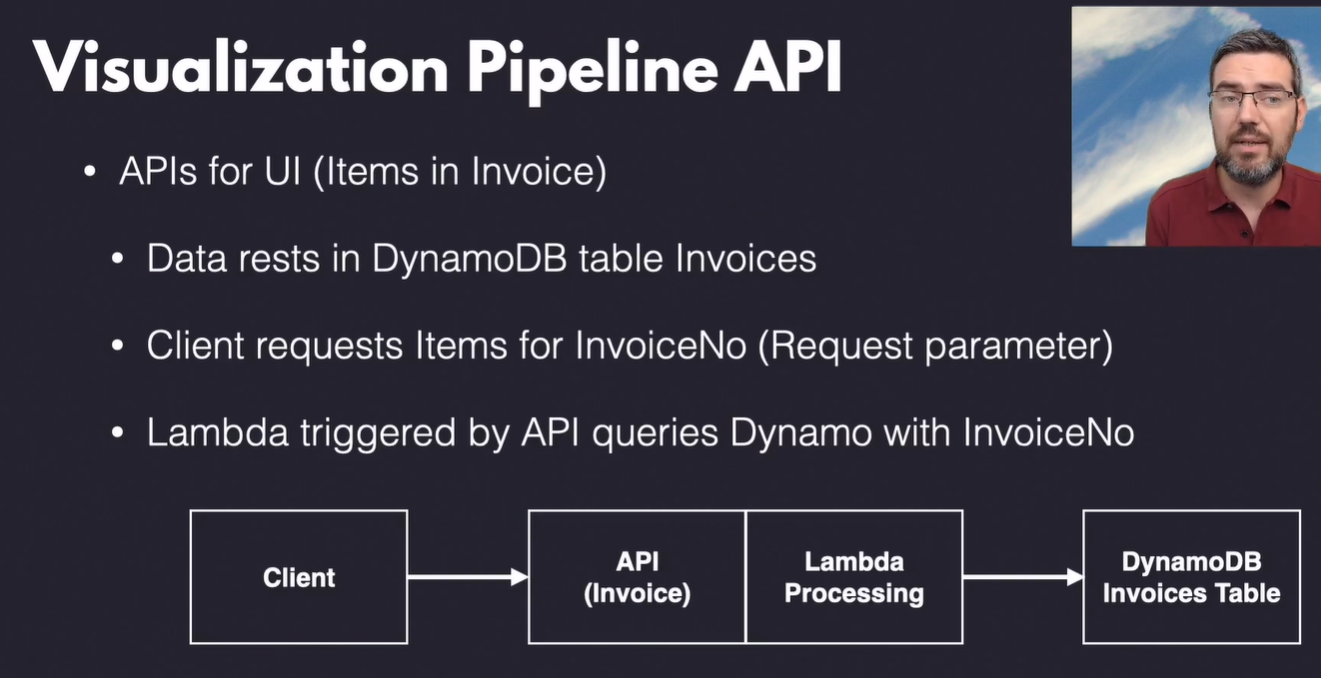 Visualization Pipeline API
• APIs for UI (Items in Invoice)
• Data rests in DynamoDB table Invoices
• Client requests Items for InvoiceNo (Request parameter)
• Lambda triggered by API queries Dynamo with InvoiceNo
Client
API
(Invoice)
Lambda
Processing
DynamoDB
Invoices Table